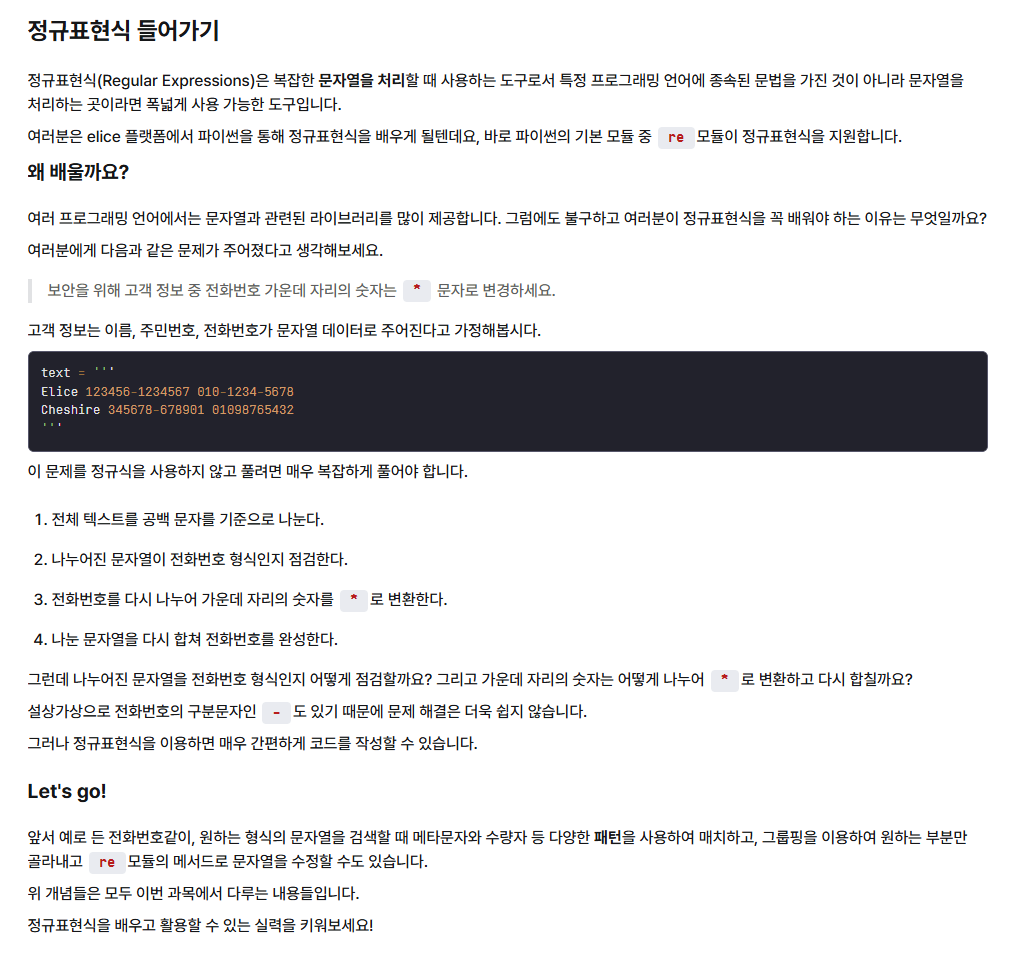 정규표현식 들어가기
정규표현식(Regular Expressions)은 복잡한 문자열을 처리할 때 사용하는 도구로서 특정 프로그래밍 언어에 종속된 문법을 가진 것이 아니라 문자열을
처리하는 곳이라면 폭넓게 사용 가능한 도구입니다.
여러분은 elice 플랫폼에서 파이썬을 통해 정규표현식을 배우게 될텐데요, 바로 파이썬의 기본 모듈 중 re 모듈이 정규표현식을 지원합니다.
왜 배울까요?
여러 프로그래밍 언어에서는 문자열과 관련된 라이브러리를 많이 제공합니다. 그럼에도 불구하고 여러분이 정규표현식을 꼭 배워야 하는 이유는 무엇일까요?
여러분에게 다음과 같은 문제가 주어졌다고 생각해보세요.
보안을 위해 고객 정보 중 전화번호 가운데 자리의 숫자는 * 문자로 변경하세요.
고객 정보는 이름, 주민번호, 전화번호가 문자열 데이터로 주어진다고 가정해봅시다.
text = '''
Elice 123456-1234567 010-1234-5678
Cheshire 345678-678901 01098765432
'''
이 문제를 정규식을 사용하지 않고 풀려면 매우 복잡하게 풀어야 합니다.
1. 전체 텍스트를 공백 문자를 기준으로 나눈다.
2. 나누어진 문자열이 전화번호 형식인지 점검한다.
3. 전화번호를 다시 나누어 가운데 자리의 숫자를 * 로 변환한다.
4. 나눈 문자열을 다시 합쳐 전화번호를 완성한다.
그런데 나누어진 문자열을 전화번호 형식인지 어떻게 점검할까요? 그리고 가운데 자리의 숫자는 어떻게 나누어 * 로 변환하고 다시 합칠까요?
설상가상으로 전화번호의 구분문자인 - 도 있기 때문에 문제 해결은 더욱 쉽지 않습니다.
그러나 정규표현식을 이용하면 매우 간편하게 코드를 작성할 수 있습니다.
Let's go!
앞서 예로 든 전화번호같이, 원하는 형식의 문자열을 검색할 때 메타문자와 수량자 등 다양한 패턴을 사용하여 매치하고, 그룹핑을 이용하여 원하는 부분만
골라내고 re 모듈의 메서드로 문자열을 수정할 수도 있습니다.
위 개념들은 모두 이번 과목에서 다루는 내용들입니다.
정규표현식을 배우고 활용할 수 있는 실력을 키워보세요!